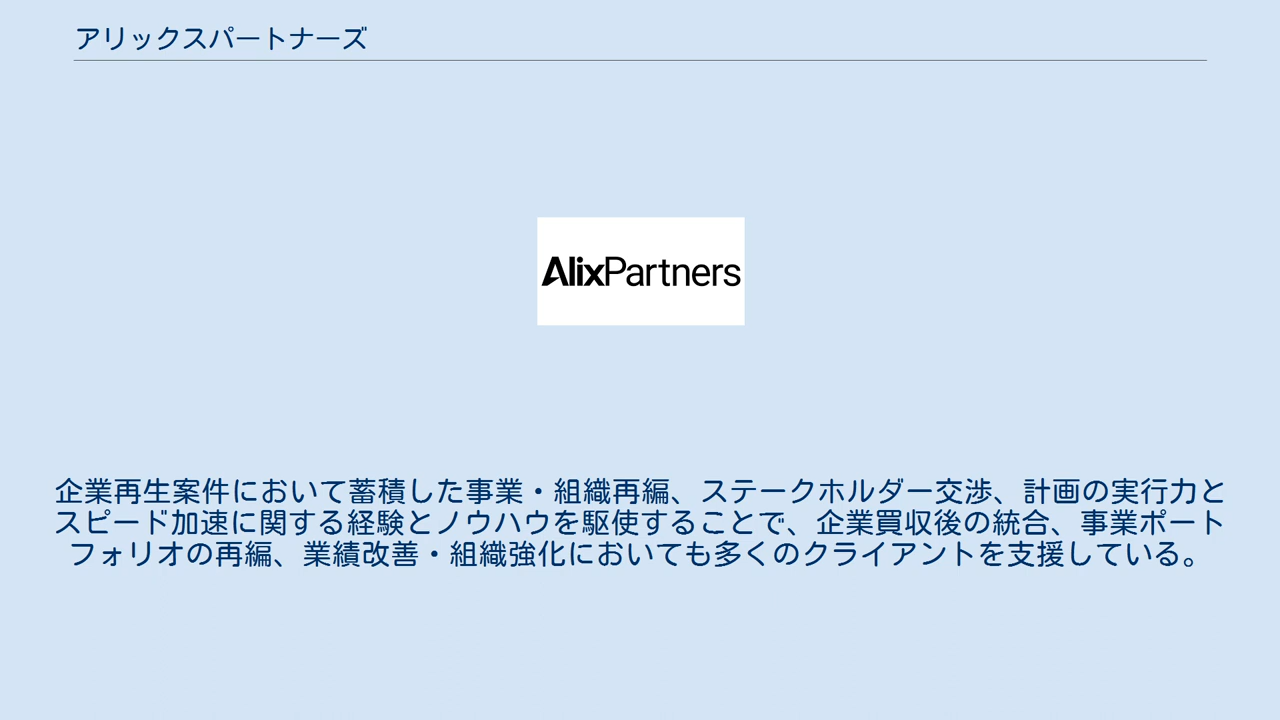 アリックスパートナーズ
AlixPartners
企業再生案件において蓄積した事業・組織再編、ステークホルダー交渉、計画の実行力と
スピード加速に関する経験とノウハウを駆使することで、企業買収後の統合、事業ポート
フォリオの再編、業績改善・組織強化においても多くのクライアントを支援している。